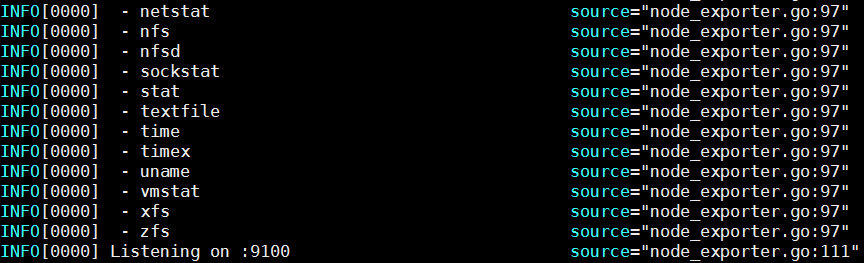 INFO[0000]  - netstat                                    source="node_exporter.go:97"
INFO[0000]  - nfs                                        source="node_exporter.go:97"
INFO[0000]  - nfsd                                       source="node_exporter.go:97"
INFO[0000]  - sockstat                                   source="node_exporter.go:97"
INFO[0000]  - stat                                       source="node_exporter.go:97"
INFO[0000]  - textfile                                   source="node_exporter.go:97"
INFO[0000]  - time                                       source="node_exporter.go:97"
INFO[0000]  - timex                                      source="node_exporter.go:97"
INFO[0000]  - uname                                      source="node_exporter.go:97"
INFO[0000]  - vmstat                                     source="node_exporter.go:97"
INFO[0000]  - xfs                                        source="node_exporter.go:97"
INFO[0000]  - zfs                                        source="node_exporter.go:97"
INFO[0000] Listening on :9100                            source="node_exporter.go:111"